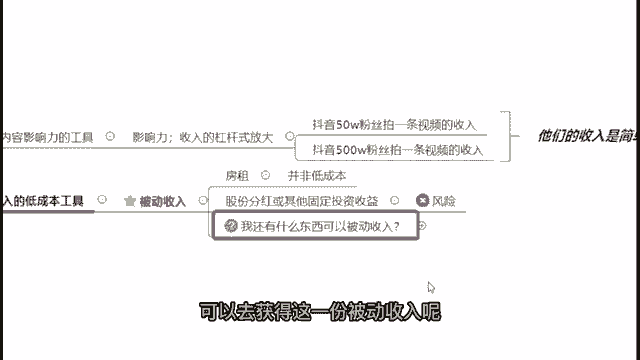 抖音50w粉丝拍一条视频的收入
内容影响力的工具
影响力；收入的杠杆式放大
他们的收入是简单
抖音500w粉丝拍一条视频的收入
房租
并非低成本
入的低成本工具
被动收入
股份分红或其他固定投资收益
风险
我还有什么东西可以被动收入？
可以去获得这一份被动收入呢